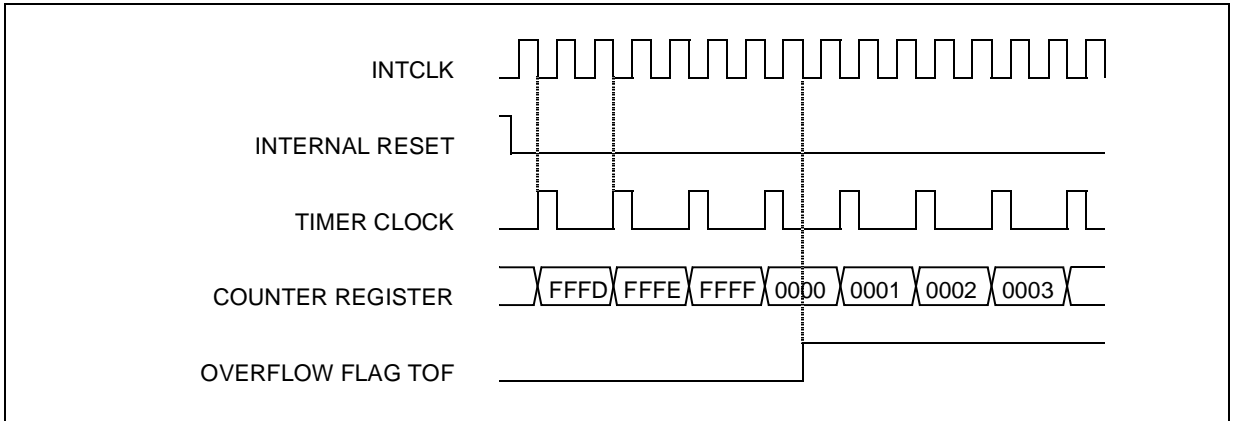 INTCLK
INTERNAL RESET
TIMER CLOCK
COUNTER REGISTER FFFD FFFE FFFF 0000 0001 0002 0003
OVERFLOW FLAG TOF